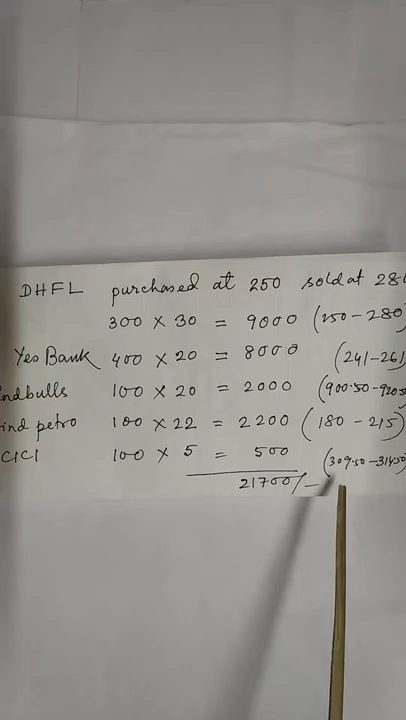 DHFL purchased at 250 sold at 280
300 × 30 = 9000 (250-280)
Yes Bank 400 × 20 = 8000 (241-261)
ndbulls 100 × 20 = 2000 (900.50-920.50
ind petro 100 × 22 = 2200 (180-215)
CICI 100 × 5 = 500 (309.50-314.50)
21700/-